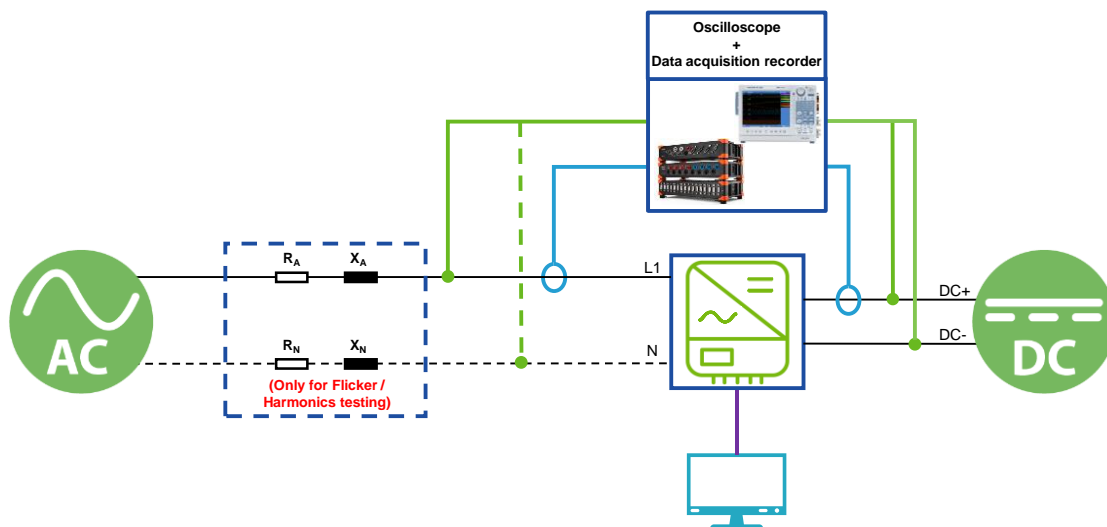 Oscilloscope
+
Data acquisition recorder
RA XA
L1
DC+
AC
RN XN
N
DC-
DC
(Only for Flicker /
Harmonics testing)